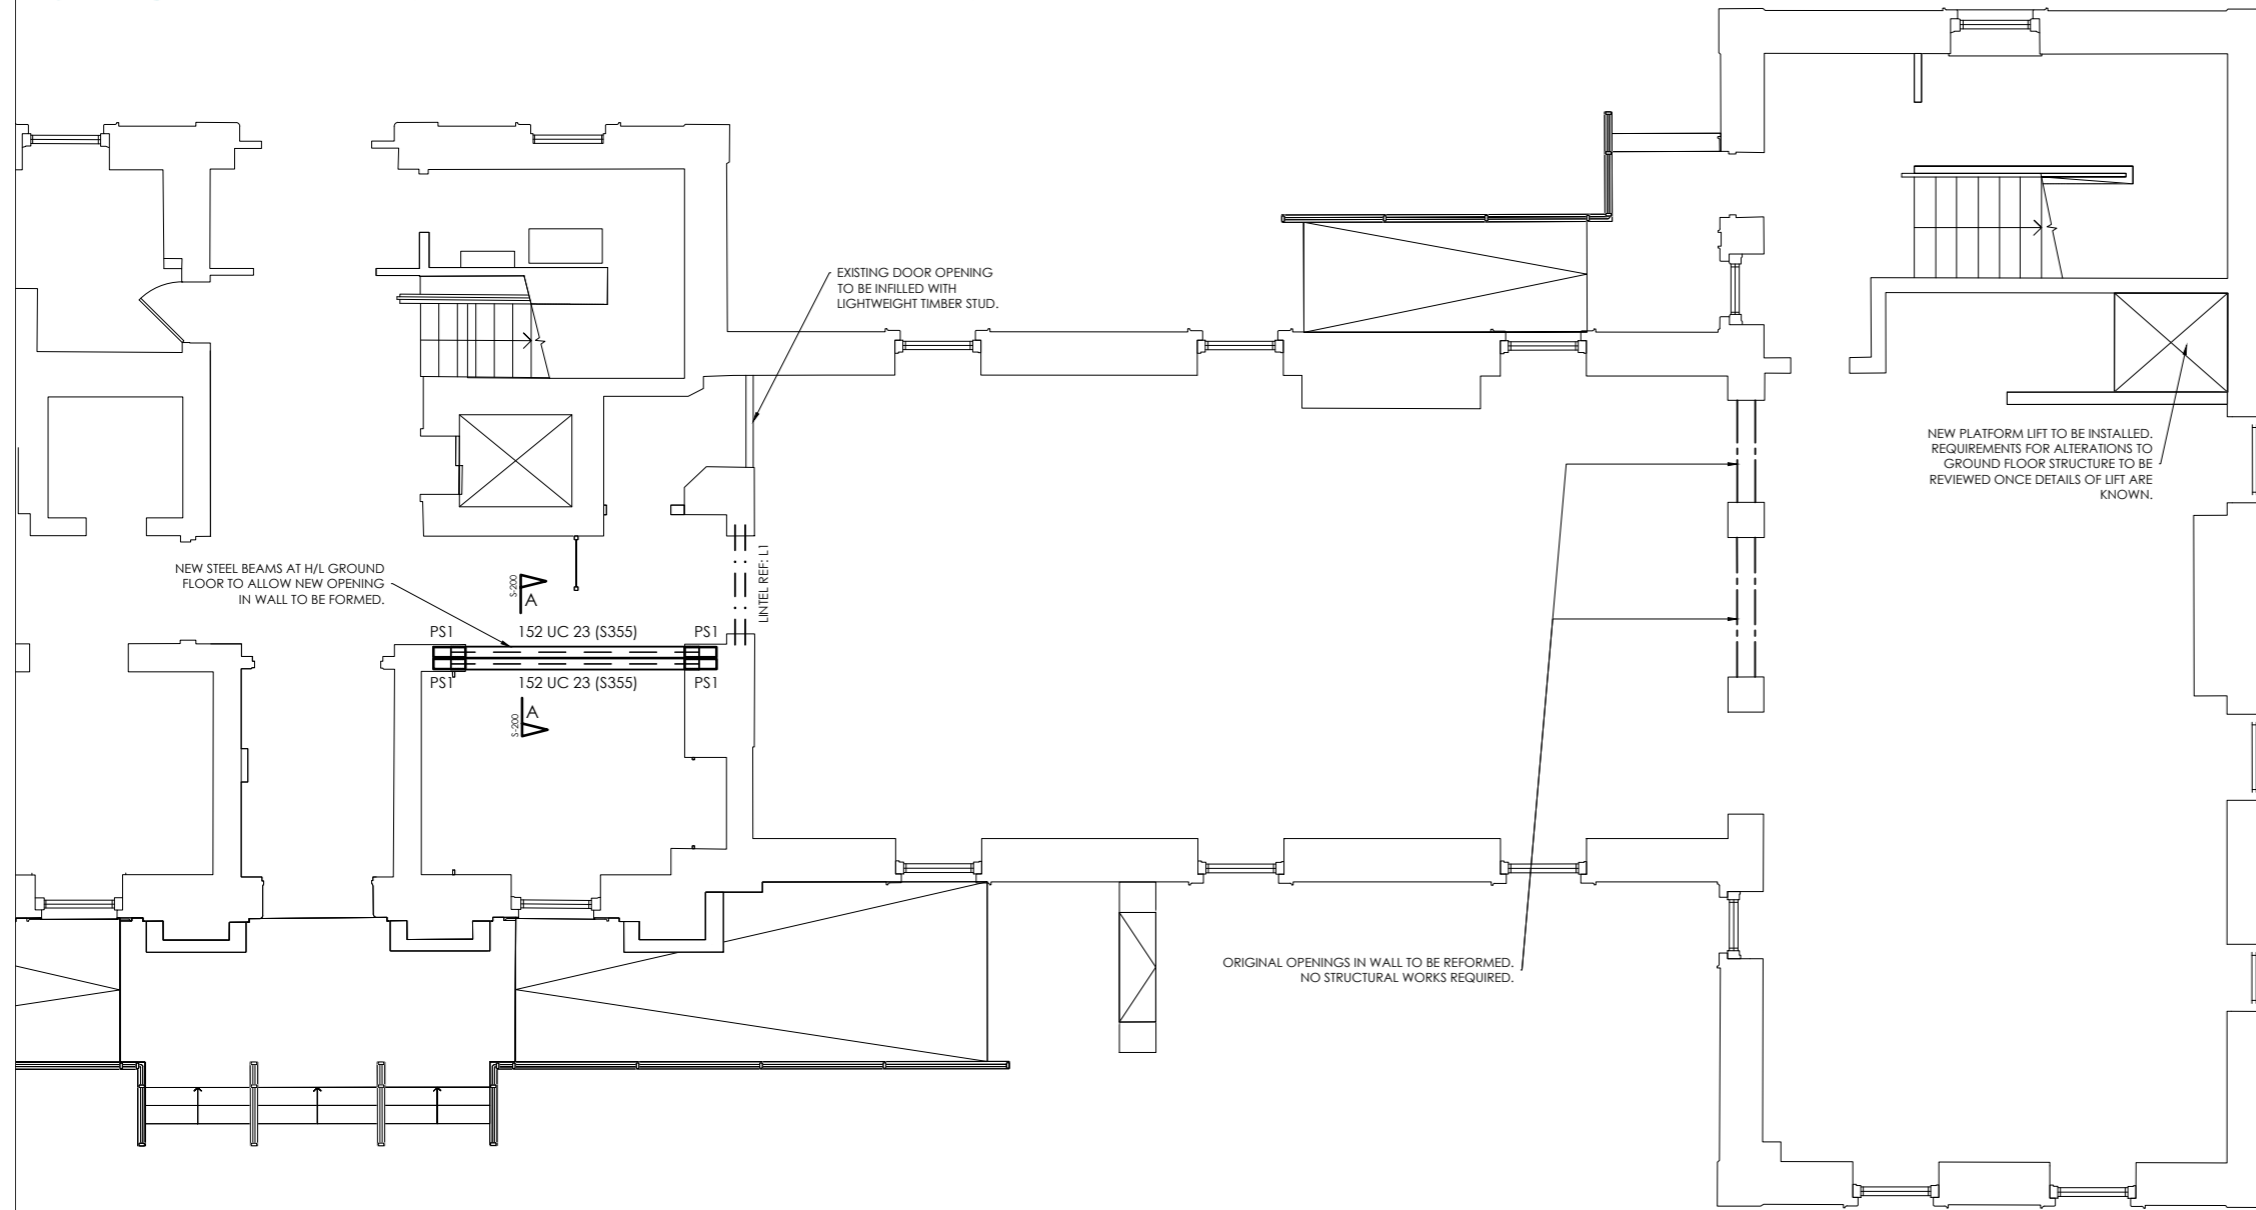 EXISTING DOOR OPENING
TO BE INFILLED WITH
LIGHTWEIGHT TIMBER STUD.
NEW PLATFORM LIFT TO BE INSTALLED.
REQUIREMENTS FOR ALTERATIONS TO
GROUND FLOOR STRUCTURE TO BE
REVIEWED ONCE DETAILS OF LIFT ARE
KNOWN.
NEW STEEL BEAMS AT H/L GROUND
FLOOR TO ALLOW NEW OPENING
IN WALL TO BE FORMED.
S-200
A
LINTEL REF: L1
PS1
152 UC 23 (S355)
PS1
PS1
152 UC 23 (S355)
PS1
A
S-200
ORIGINAL OPENINGS IN WALL TO BE REFORMED.
NO STRUCTURAL WORKS REQUIRED.